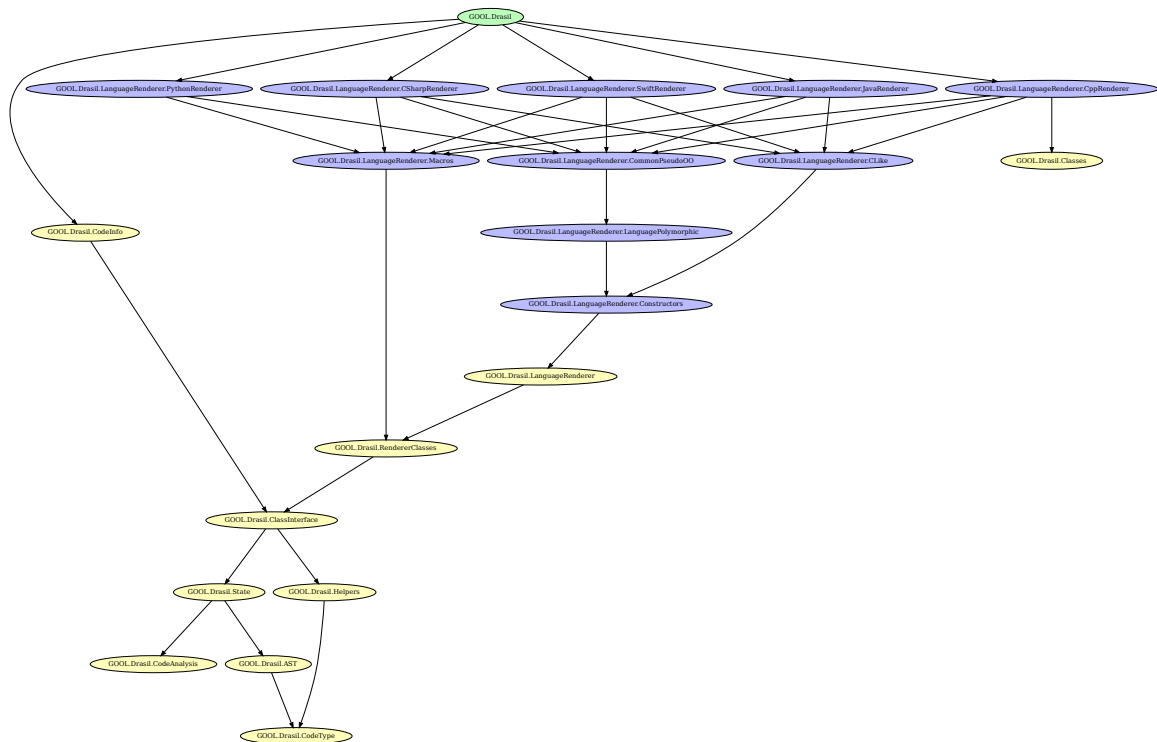 GOOL.Drasil
GOOL.Drasil.LanguageRenderer.PythonRenderer
GOOL.Drasil.LanguageRenderer.CSharpRenderer
GOOL.Drasil.LanguageRenderer.SwiftRenderer
GOOL.Drasil.LanguageRenderer.JavaRenderer
GOOL.Drasil.LanguageRenderer.CppRenderer
GOOL.Drasil.LanguageRenderer.Macros
GOOL.Drasil.LanguageRenderer.CommonPseudoOO
GOOL.Drasil.LanguageRenderer.CLike
GOOL.Drasil.Classes
GOOL.Drasil.CodeInfo
GOOL.Drasil.LanguageRenderer.LanguagePolymorphic
GOOL.Drasil.LanguageRenderer.Constructors
GOOL.Drasil.LanguageRenderer
GOOL.Drasil.RendererClasses
GOOL.Drasil.ClassInterface
GOOL.Drasil.State
GOOL.Drasil.Helpers
GOOL.Drasil.CodeAnalysis
GOOL.Drasil.AST
GOOL.Drasil.CodeType